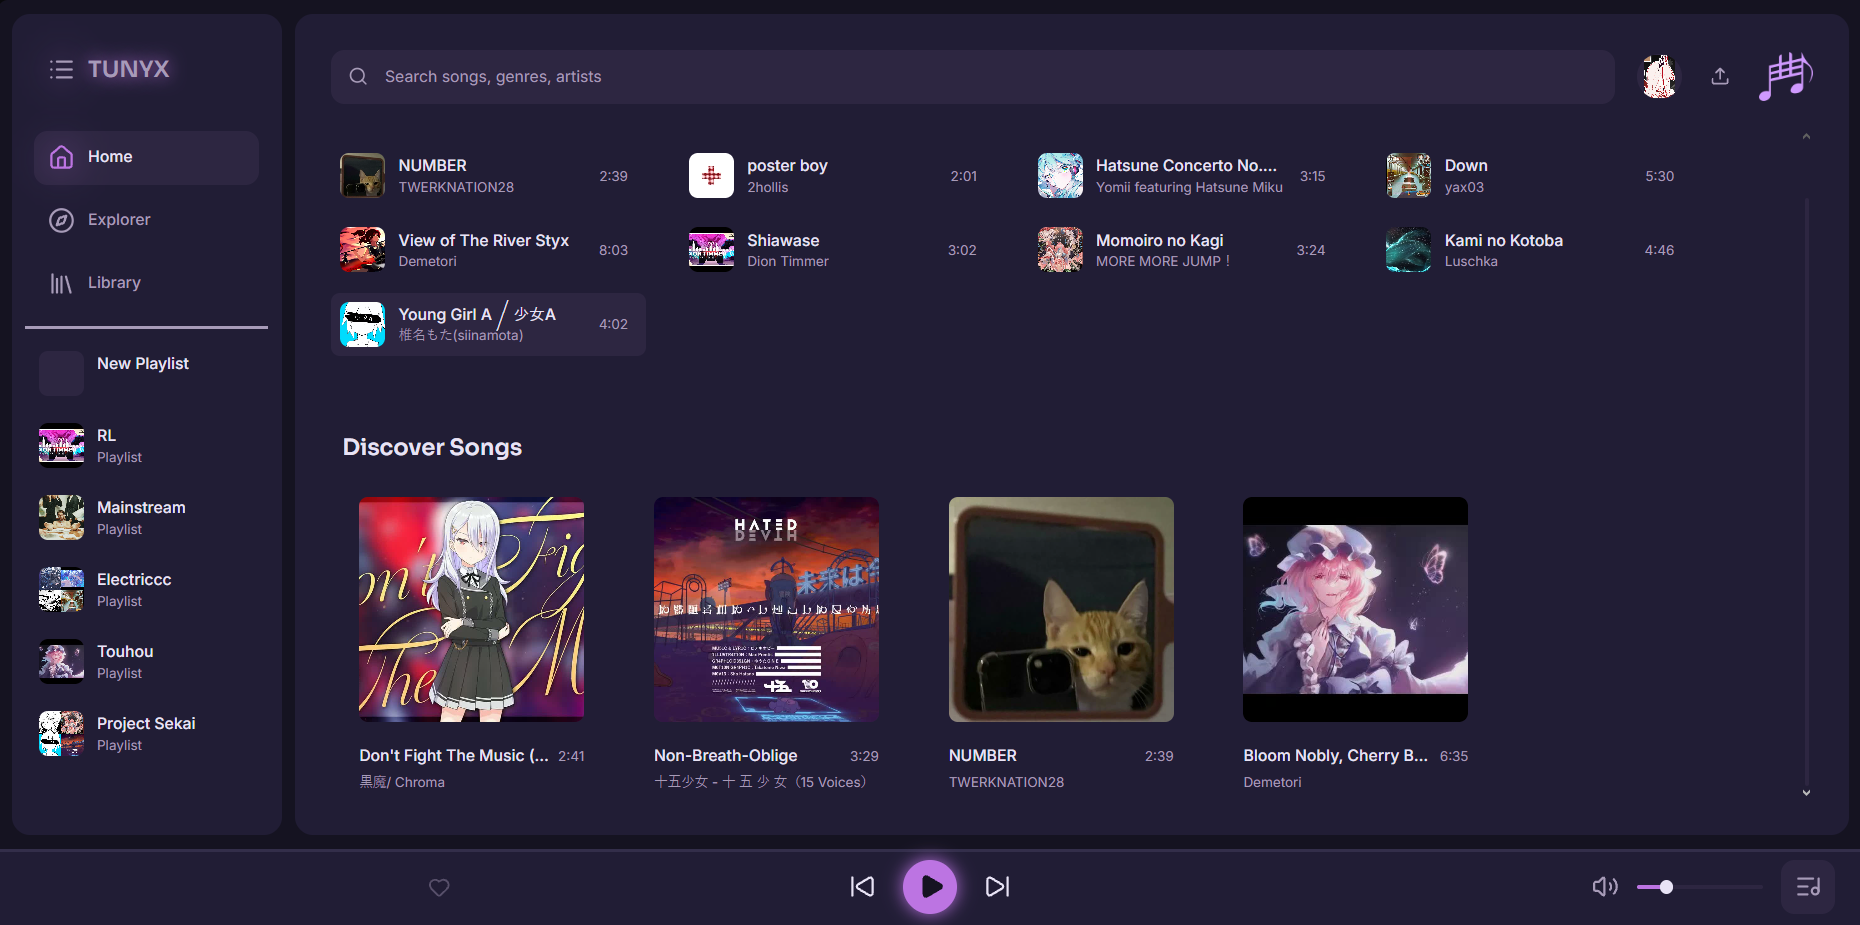 TUNYX
Search songs, genres, artists
Home
Explorer
Library
New Playlist
RL
Playlist
Mainstream
Playlist
Electriccc
Playlist
Touhou
Playlist
Project Sekai
Playlist
NUMBER
TWERKNATION28
2:39
poster boy
2hollis
2:01
Hatsune Concerto No....
Yomii featuring Hatsune Miku
3:15
Down
yax03
5:30
View of The River Styx
Demetori
8:03
Shiawase
Dion Timmer
3:02
Momoiro no Kagi
MORE MORE JUMP！
3:24
Kami no Kotoba
Luschka
4:46
Young Girl A ╱ 少女A
椎名もた(siinamota)
4:02
Discover Songs
HATED
Don't Fight The Music (...
2:41
黒魔/ Chroma
未来は
Non-Breath-Oblige
3:29
十五少女 - 十 五 少 女（15 Voices）
NUMBER
2:39
TWERKNATION28
Bloom Nobly, Cherry B...
6:35
Demetori